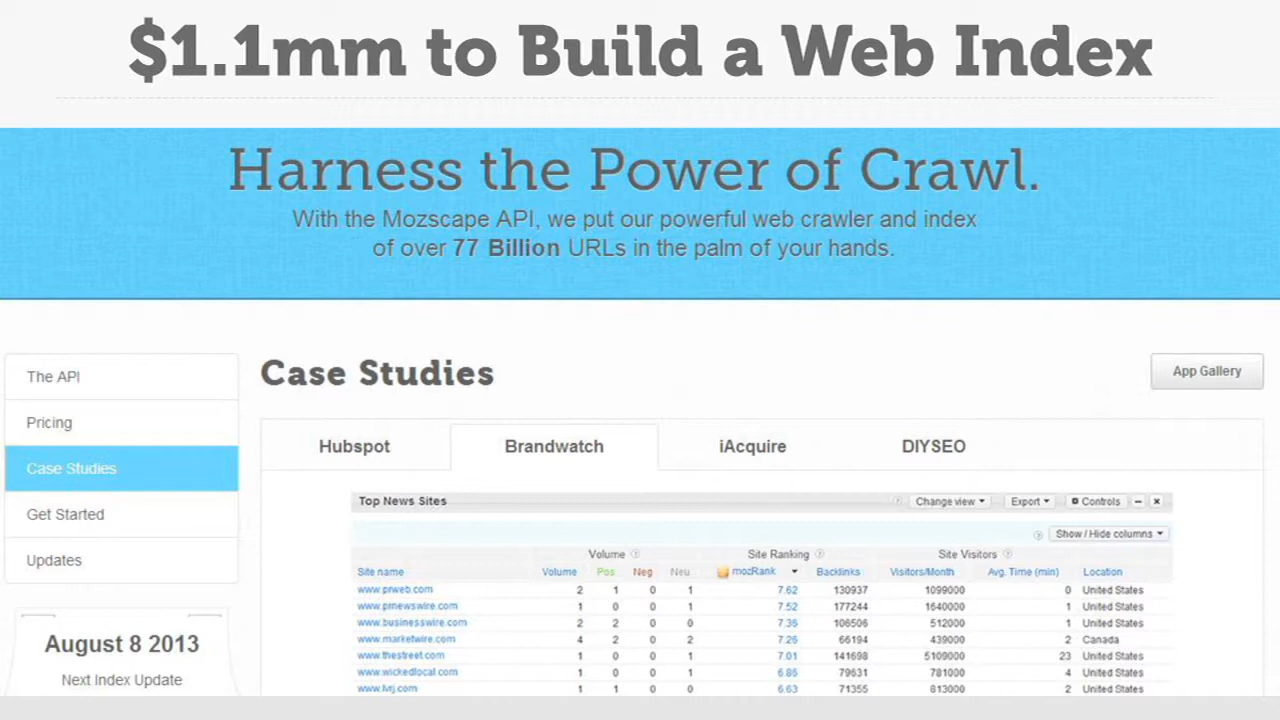 $1.1mm to Build a Web Index
Harness the Power of Crawl.
With the Mozscape API, we put our powerful web crawler and index
of over 77 Billion URLs in the palm of your hands.
The API
Pricing
Case Studies
Get Started
Updates
August 8 2013
Next Index Update
Case Studies
App Gallery
Hubspot Brandwatch iAcquire DIYSEO
Top News Sites Change view Export Controls
Show / Hide columns
Volume Site Ranking Site Visitors
Site name Volume Pos Neg Neu mozRank Backlinks Visitors/Month Avg. Time (min) Location
www.prweb.com 2 1 0 1 7.62 130937 1099000 0 United States
www.prnewswire.com 1 0 0 1 7.52 177244 1640000 1 United States
www.businesswire.com 2 2 0 0 7.36 106506 512000 1 United States
www.marketwire.com 4 2 0 2 7.26 66194 439000 2 Canada
www.thestreet.com 1 0 0 1 7.01 141698 5109000 23 United States
www.wickedlocal.com 1 0 0 1 6.85 79631 781000 4 United States
www.lvrj.com 1 1 0 0 6.63 71355 813000 2 United States